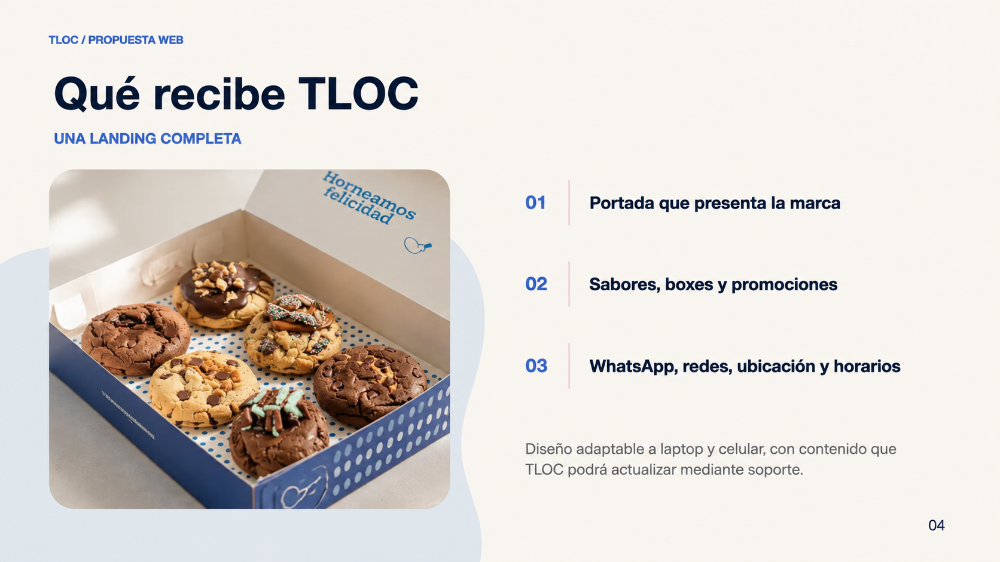 TLOC / PROPUESTA WEB
Qué recibe TLOC
UNA LANDING COMPLETA
Horneamos
felicidad
01
Portada que presenta la marca
02
Sabores, boxes y promociones
03
WhatsApp, redes, ubicación y horarios
Diseño adaptable a laptop y celular, con contenido que
TLOC podrá actualizar mediante soporte.
04